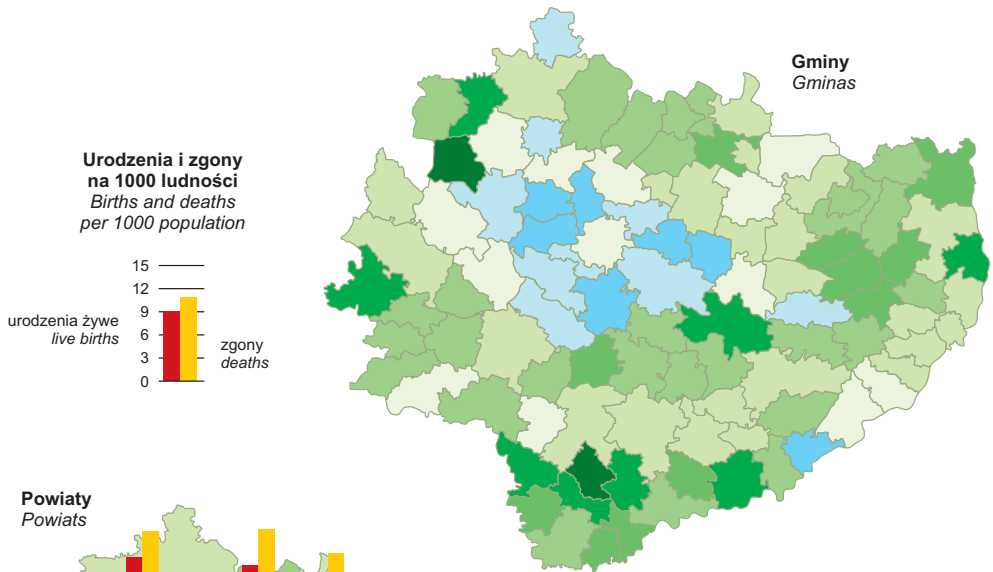 Gminy
Gminas
Urodzenia i zgony
na 1000 ludności
Births and deaths
per 1000 population
15
12
9
6
3
0
urodzenia żywe
live births
zgony
deaths
Powiaty
Powiats